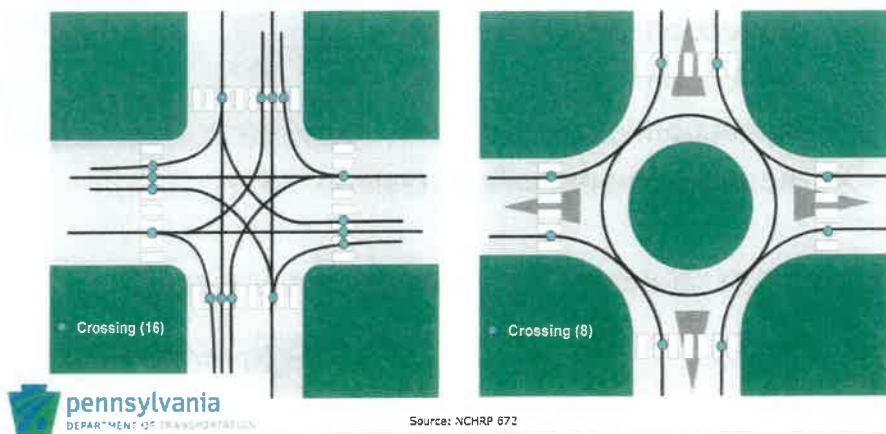 Crossing (16)
Crossing (8)
pennsylvania
DEPARTMENT OF TRANSPORTATION
Source: NCHRP 672